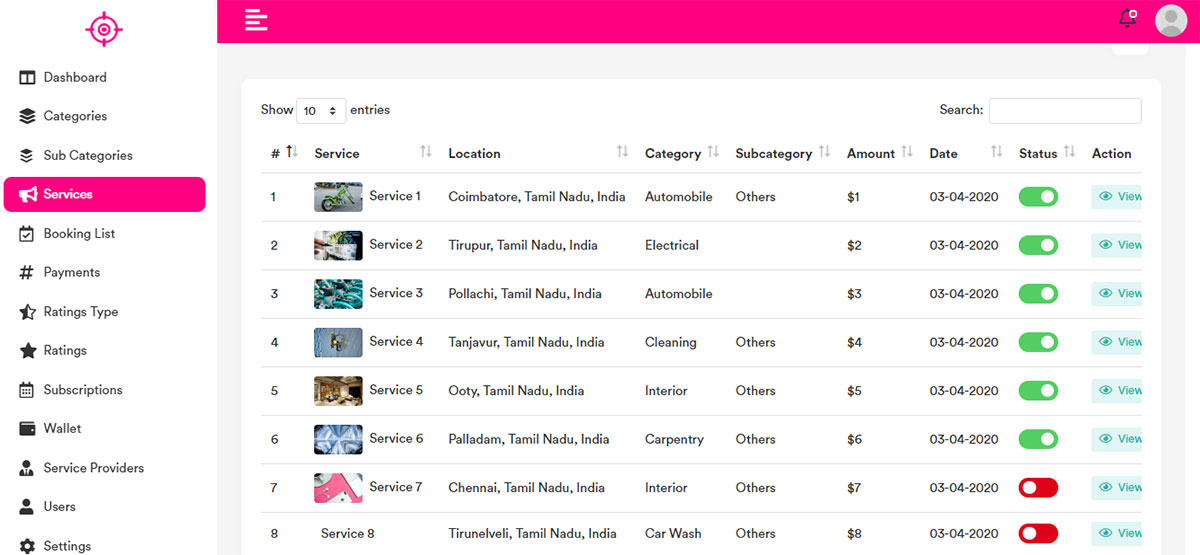 Dashboard
Categories
Sub Categories
Services
Booking List
Payments
Ratings Type
Ratings
Subscriptions
Wallet
Service Providers
Users
Settings
Show 10 entries
Search:
# Service Location Category Subcategory Amount Date Status Action
1 Service 1 Coimbatore, Tamil Nadu, India Automobile Others $1 03-04-2020 View
2 Service 2 Tirupur, Tamil Nadu, India Electrical $2 03-04-2020 View
3 Service 3 Pollachi, Tamil Nadu, India Automobile $3 03-04-2020 View
4 Service 4 Tanjavur, Tamil Nadu, India Cleaning Others $4 03-04-2020 View
5 Service 5 Ooty, Tamil Nadu, India Interior Others $5 03-04-2020 View
6 Service 6 Palladam, Tamil Nadu, India Carpentry Others $6 03-04-2020 View
7 Service 7 Chennai, Tamil Nadu, India Interior Others $7 03-04-2020 View
8 Service 8 Tirunelveli, Tamil Nadu, India Car Wash Others $8 03-04-2020 View